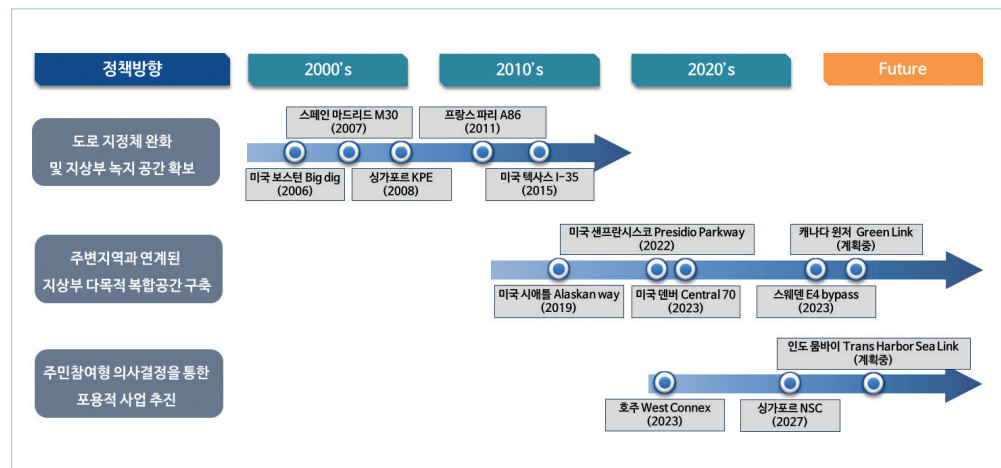 정책방향
2000's
2010's
2020's
Future
도로 지정체 완화
및 지상부 녹지 공간 확보
스페인 마드리드 M30
(2007)
프랑스 파리 A86
(2011)
미국 보스턴 Big dig
(2006)
싱가포르 KPE
(2008)
미국 텍사스 I-35
(2015)
주변지역과 연계된
지상부 다목적 복합공간 구축
미국 샌프란시스코 Presidio Parkway
(2022)
캐나다 윈저 Green Link
(계획중)
미국 시애틀 Alaskan way
(2019)
미국 덴버 Central 70
(2023)
스웨덴 E4 bypass
(2023)
주민참여형 의사결정을 통한
포용적 사업 추진
인도 뭄바이 Trans Harbor Sea Link
(계획중)
호주 West Connex
(2023)
싱가포르 NSC
(2027)